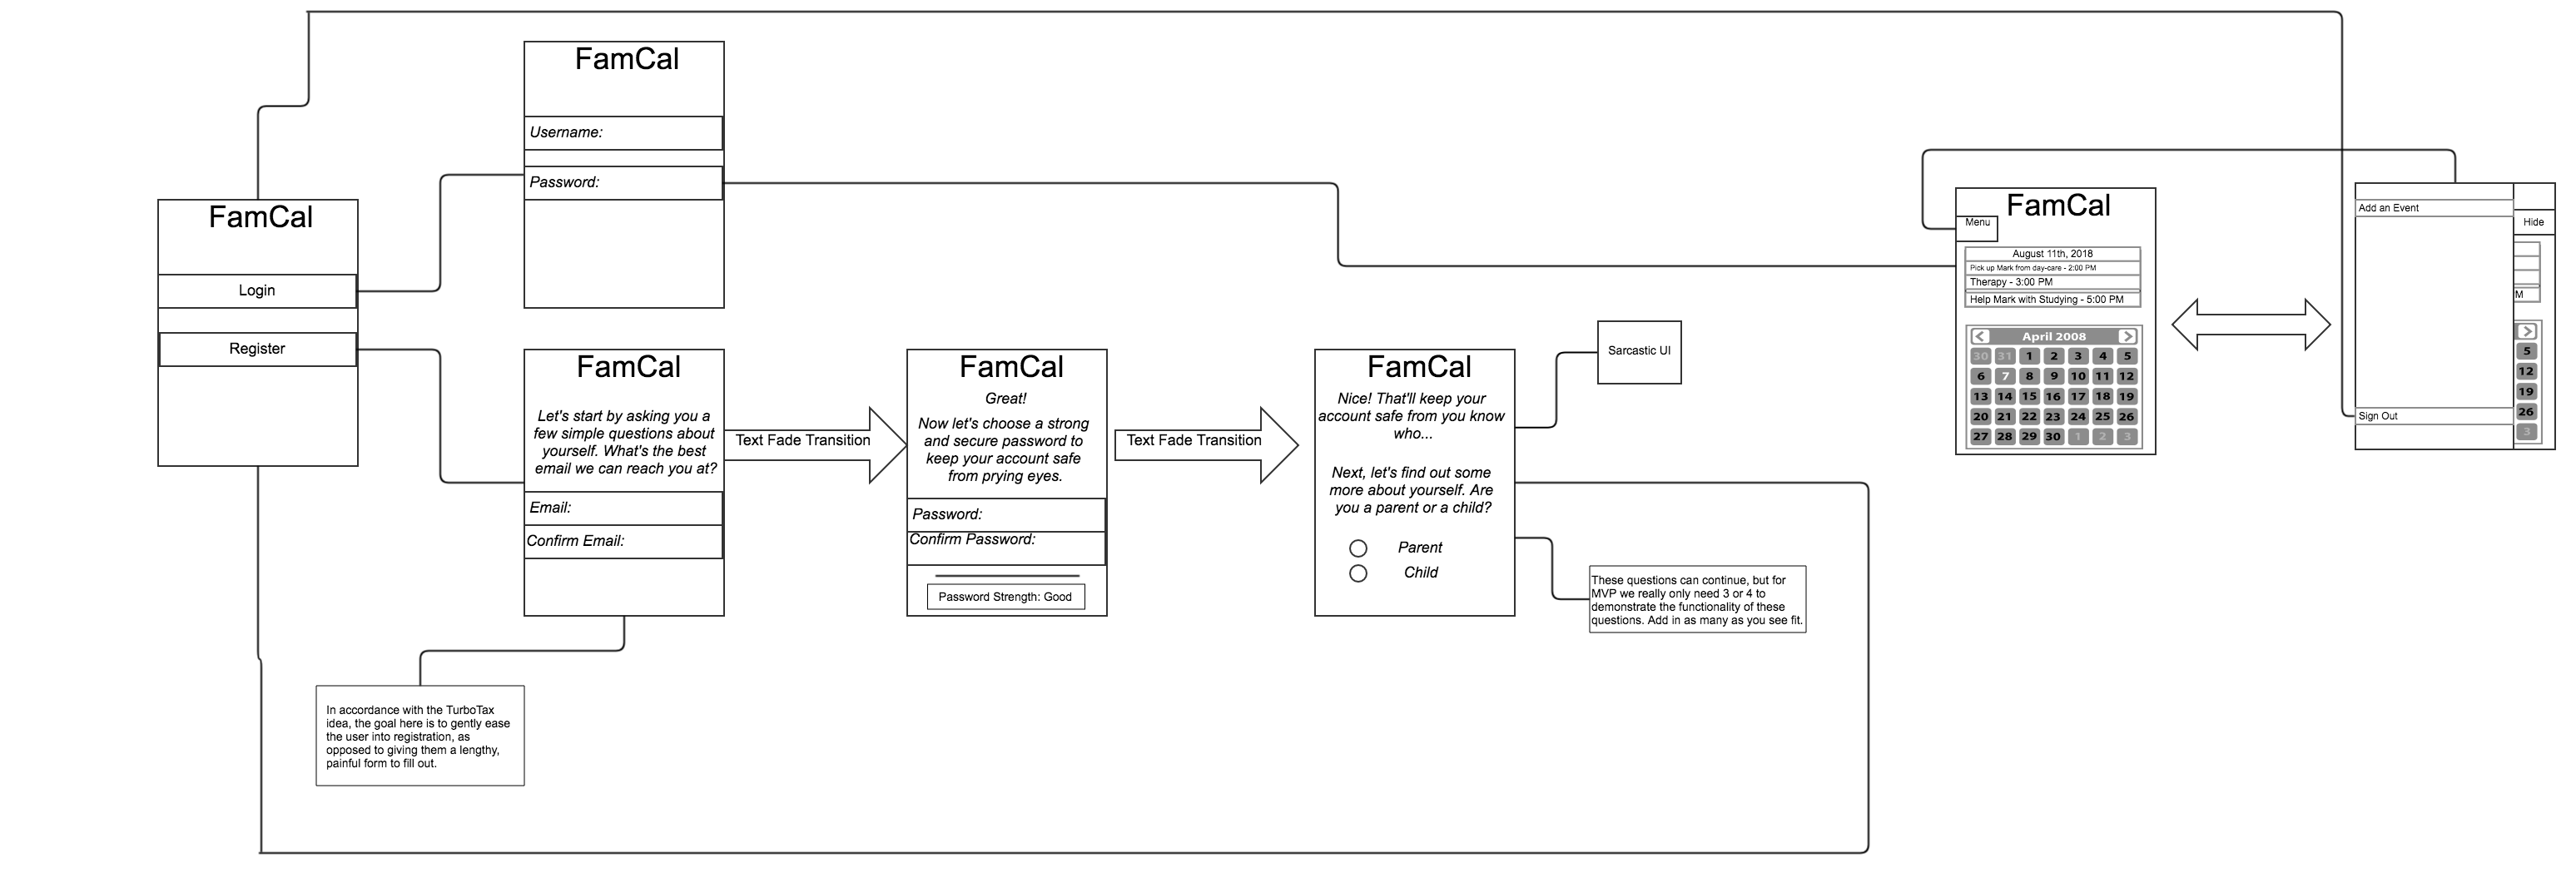 FamCal
Login
Register
FamCal
Username:
Password:
FamCal
Let's start by asking you a
few simple questions about
yourself. What's the best
email we can reach you at?
Email:
Confirm Email:
In accordance with the TurboTax
idea, the goal here is to gently ease
the user into registration, as
opposed to giving them a lengthy,
painful form to fill out.
Text Fade Transition
FamCal
Great!
Now let's choose a strong
and secure password to
keep your account safe
from prying eyes.
Password:
Confirm Password:
Password Strength: Good
Text Fade Transition
FamCal
Nice! That'll keep your
account safe from you know
who...
Next, let's find out some
more about yourself. Are
you a parent or a child?
Parent
Child
Sarcastic UI
These questions can continue, but for
MVP we really only need 3 or 4 to
demonstrate the functionality of these
questions. Add in as many as you see fit.
FamCal
Menu
August 11th, 2018
Pick up Mark from day-care - 2:00 PM
Therapy - 3:00 PM
Help Mark with Studying - 5:00 PM
April 2008
30 31 1 2 3 4 5
6 7 8 9 10 11 12
13 14 15 16 17 18 19
20 21 22 23 24 25 26
27 28 29 30 1 2 3
Add an Event
Sign Out
Hide
M
5
12
19
26
3